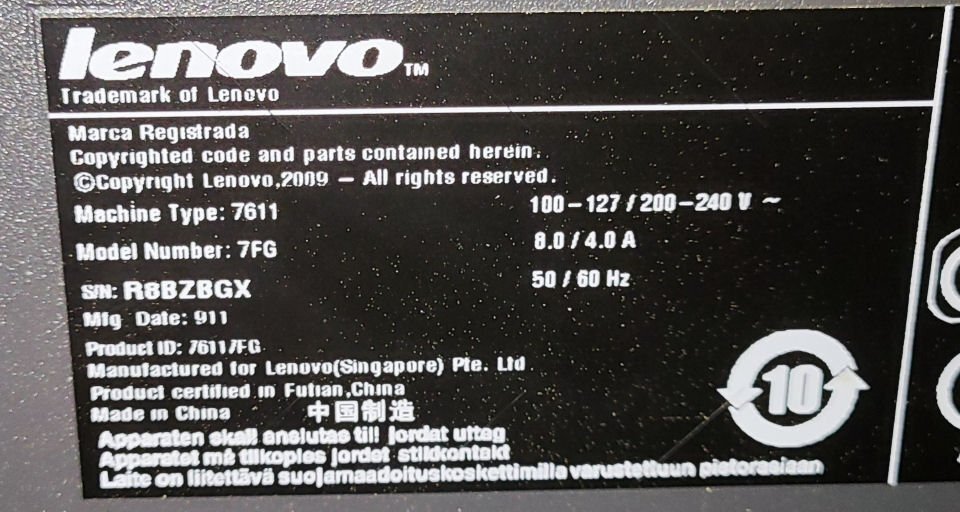 lenovo™
Trademark of Lenovo
Marca Registrada
Copyrighted code and parts contained herein.
©Copyright Lenovo,2009 – All rights reserved.
Machine Type: 7611
100–127 / 200–240 V ~
Model Number: 7FG
8.0 / 4.0 A
S/N: R8BZBGX
50 / 60 Hz
Mfg Date: 911
Product ID: 76117FG
Manufactured for Lenovo(Singapore) Pte. Ltd
Product certified in Futian,China
Made in China 中国制造
10
Apparaten skall anslutas till jordat uttag
Apparatet må tilkoples jordet stikkontakt
Laite on liitettävä suojamaadoituskoskettimilla varustettuun pistorasiaan